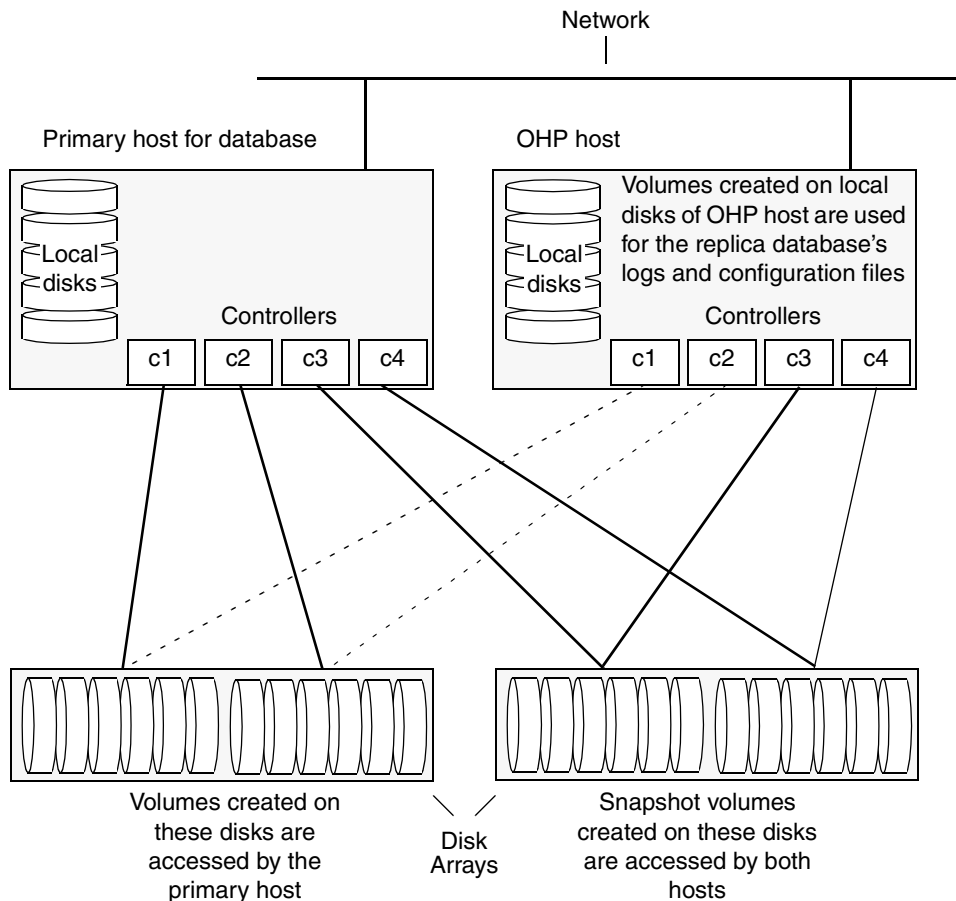 Network
Primary host for database
OHP host
Local
disks
Controllers
c1
c2
c3
c4
Local
disks
Volumes created on local
disks of OHP host are used
for the replica database's
logs and configuration files
Controllers
c1
c2
c3
c4
Volumes created on
these disks are
accessed by the
primary host
Disk
Arrays
Snapshot volumes
created on these disks
are accessed by both
hosts